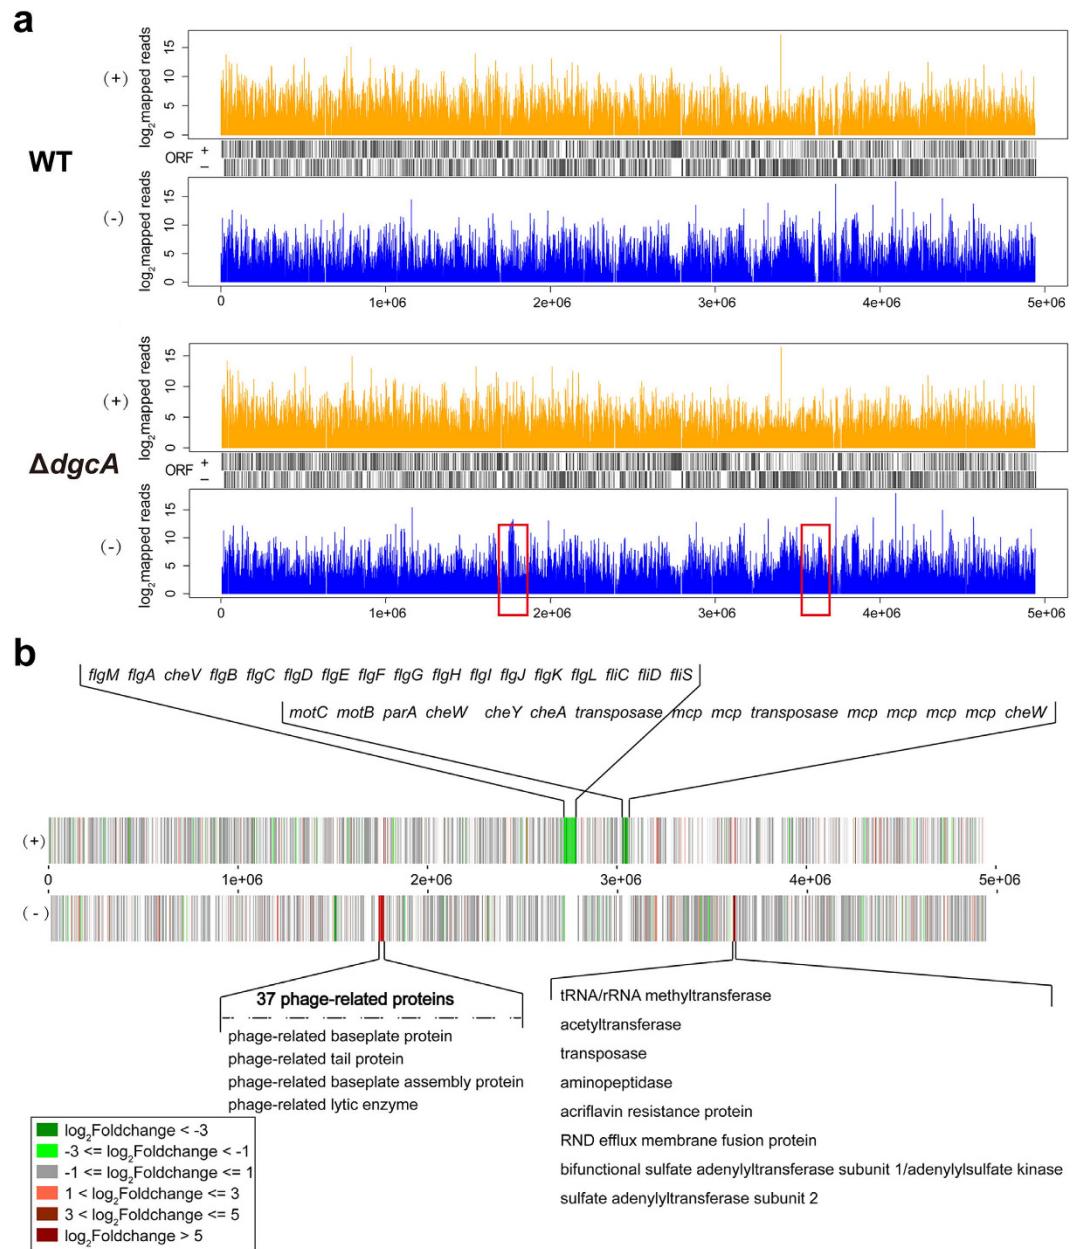 a
15
10
5
0
log2mapped reads
(+)
WT
ORF + −
(-)
15
10
5
0
log2mapped reads
0 1e+06 2e+06 3e+06 4e+06 5e+06
15
10
5
0
log2mapped reads
(+)
ΔdgcA
ORF + −
(-)
15
10
5
0
log2mapped reads
0 1e+06 2e+06 3e+06 4e+06 5e+06
b
flgM flgA cheV flgB flgC flgD flgE flgF flgG flgH flgI flgJ flgK flgL fliC fliD fliS
motC motB parA cheW cheY cheA transposase mcp mcp transposase mcp mcp mcp mcp cheW
(+)
0 1e+06 2e+06 3e+06 4e+06 5e+06
(-)
37 phage-related proteins
phage-related baseplate protein
phage-related tail protein
phage-related baseplate assembly protein
phage-related lytic enzyme
tRNA/rRNA methyltransferase
acetyltransferase
transposase
aminopeptidase
acriflavin resistance protein
RND efflux membrane fusion protein
bifunctional sulfate adenylyltransferase subunit 1/adenylylsulfate kinase
sulfate adenylyltransferase subunit 2
log2Foldchange < -3
-3 <= log2Foldchange < -1
-1 <= log2Foldchange <= 1
1 < log2Foldchange <= 3
3 < log2Foldchange <= 5
log2Foldchange > 5